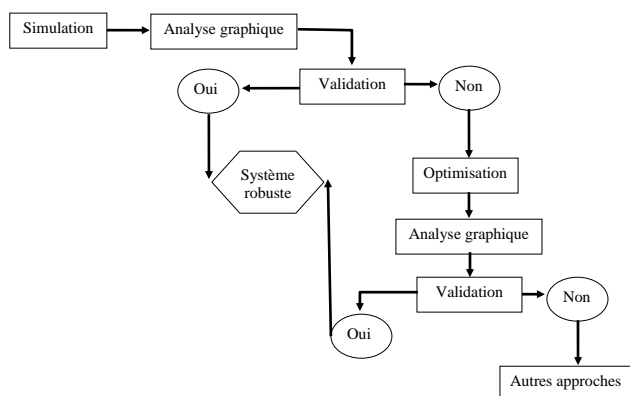 Simulation
Analyse graphique
Validation
Oui
Non
Système
robuste
Optimisation
Analyse graphique
Validation
Non
Oui
Autres approches